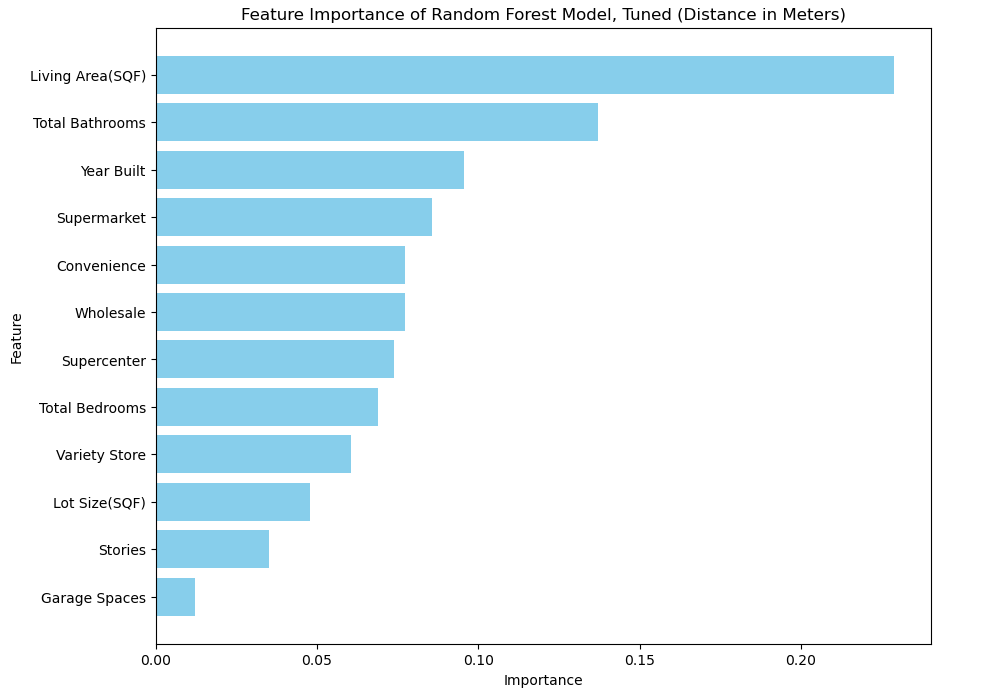 Feature Importance of Random Forest Model, Tuned (Distance in Meters)
Living Area(SQF)
Total Bathrooms
Year Built
Supermarket
Convenience
Wholesale
Supercenter
Total Bedrooms
Variety Store
Lot Size(SQF)
Stories
Garage Spaces
Feature
0.00 0.05 0.10 0.15 0.20
Importance